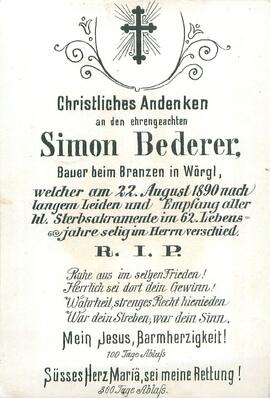 Christliches Andenken
an den ehrengeachten
Simon Bederer,
Bauer beim Branzen in Wörgl,
welcher am 22. August 1890 nach
langem Leiden und Empfang aller
hl. Sterbsakramente im 62. Lebens-
jahre selig im Herrn verschied.
R. I. P.
Ruhe aus im sel'gen Frieden!
Herrlich sei dort dein Gewinn!
Wahrheit, strenges Recht hienieden
War dein Streben, war dein Sinn.
Mein Jesus, Barmherzigkeit!
100 Tage Ablaß
Süsses Herz Mariä, sei meine Rettung!
300 Tage Ablaß.